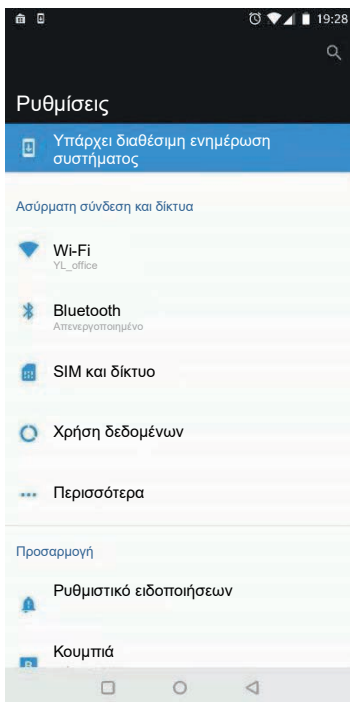 19:28
Ρυθμίσεις
Υπάρχει διαθέσιμη ενημέρωση
συστήματος
Ασύρματη σύνδεση και δίκτυα
Wi-Fi
YL_office
Bluetooth
Απενεργοποιημένο
SIM και δίκτυο
Χρήση δεδομένων
Περισσότερα
Προσαρμογή
Ρυθμιστικό ειδοποιήσεων
Κουμπιά